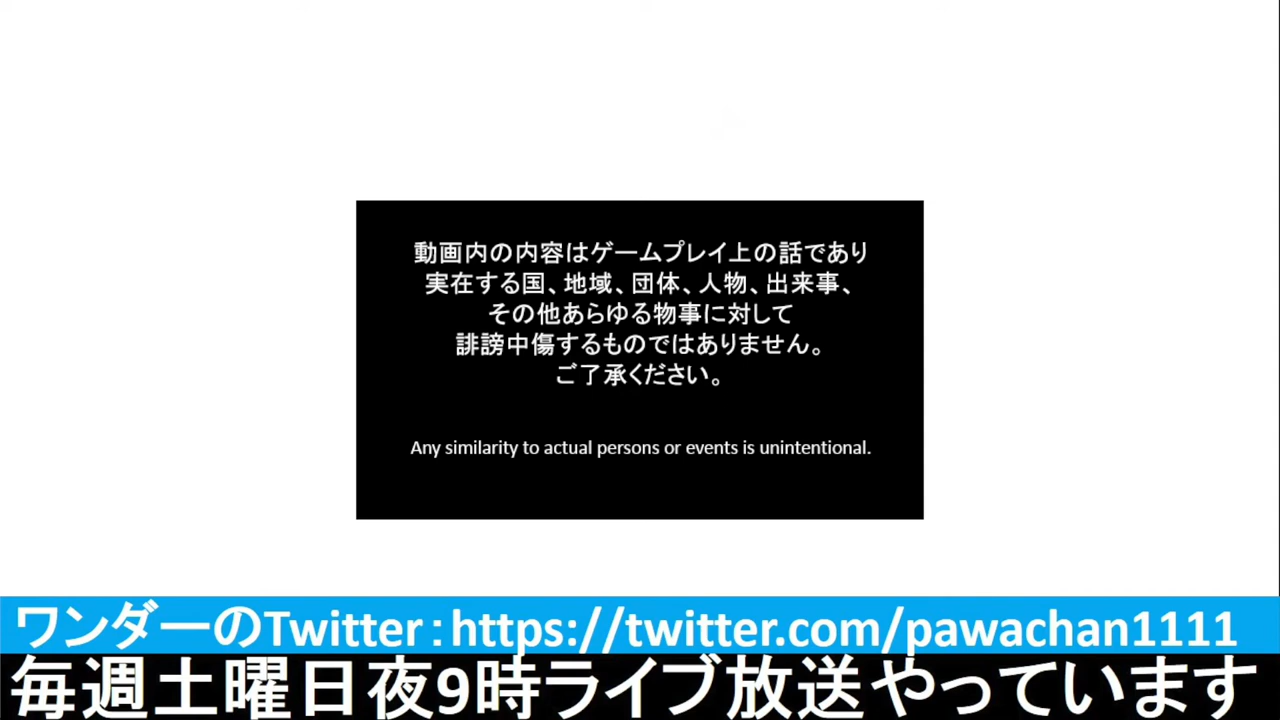 動画内の内容はゲームプレイ上の話であり
実在する国、地域、団体、人物、出来事、
その他あらゆる物事に対して
誹謗中傷するものではありません。
ご了承ください。
Any similarity to actual persons or events is unintentional.
ワンダーのTwitter：https://twitter.com/pawachan1111
毎週土曜日夜9時ライブ放送やっています